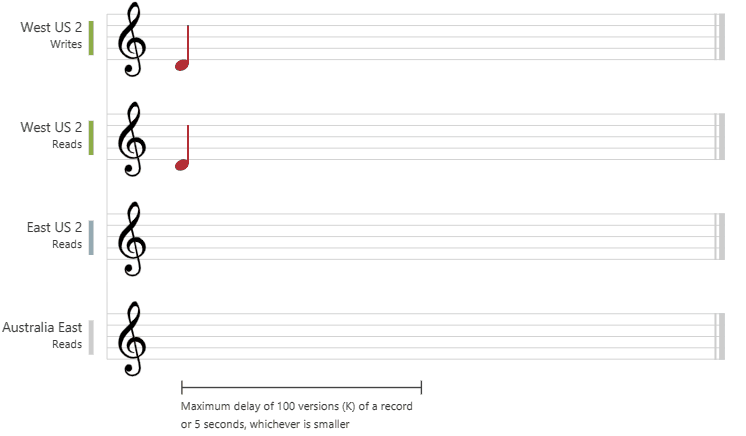 West US 2
Writes
West US 2
Reads
East US 2
Reads
Australia East
Reads
Maximum delay of 100 versions (K) of a record
or 5 seconds, whichever is smaller